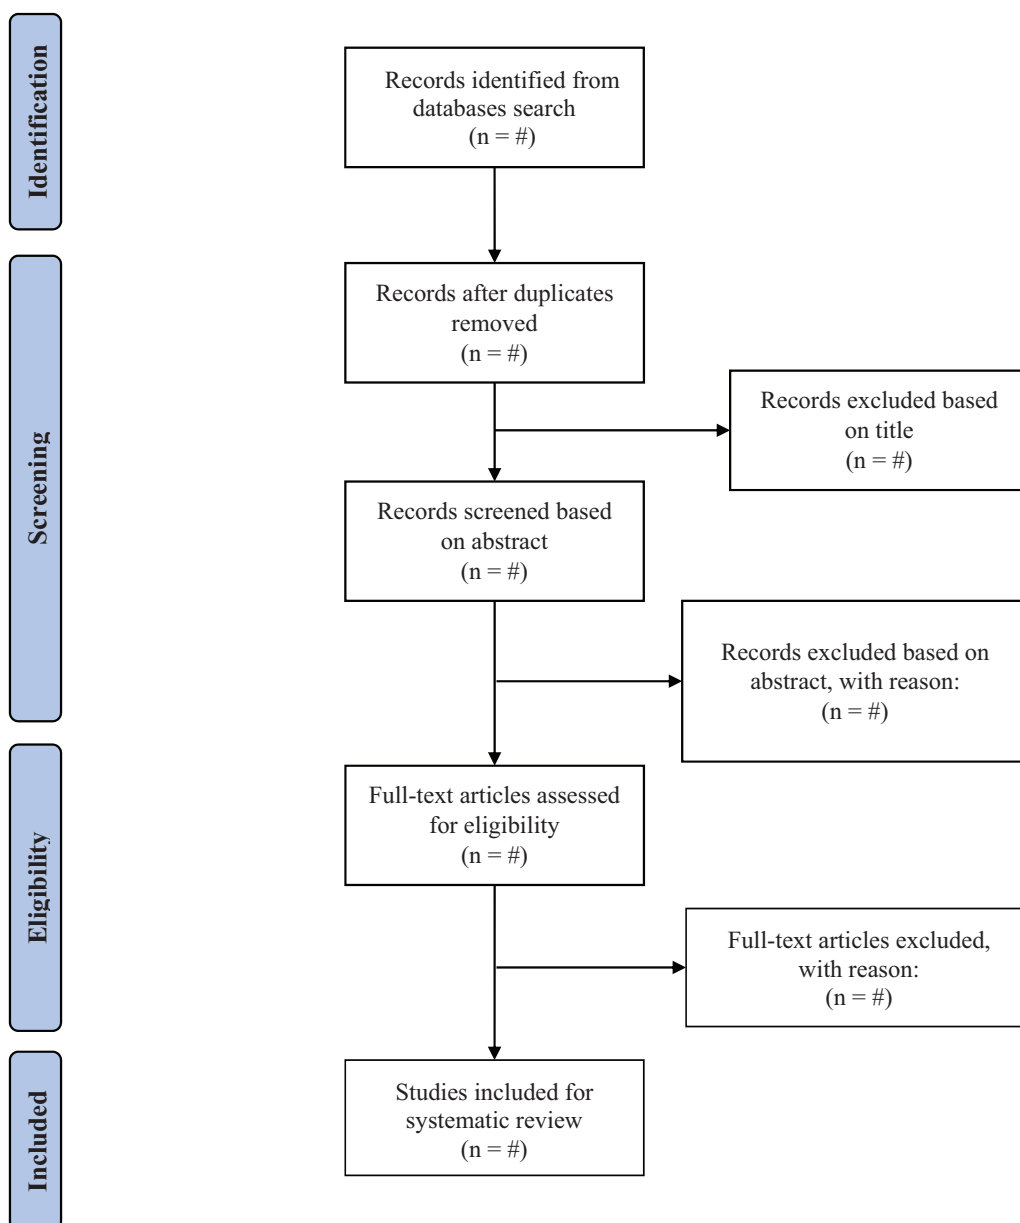 Identification
Records identified from
databases search
(n = #)
Screening
Records after duplicates
removed
(n = #)
Records excluded based
on title
(n = #)
Records screened based
on abstract
(n = #)
Records excluded based on
abstract, with reason:
(n = #)
Eligibility
Full-text articles assessed
for eligibility
(n = #)
Full-text articles excluded,
with reason:
(n = #)
Included
Studies included for
systematic review
(n = #)